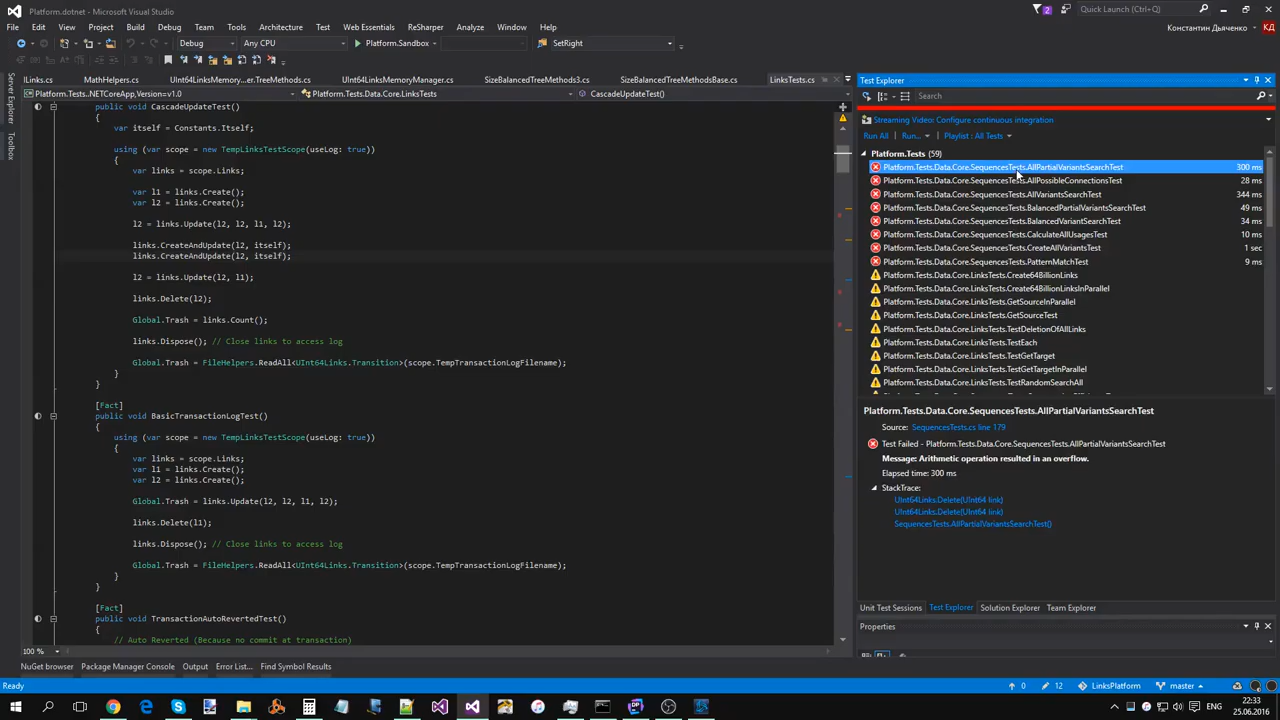 Platform.dotnet - Microsoft Visual Studio
2
Quick Launch (Ctrl+Q)
File Edit View Project Build Debug Team Tools Architecture Test Web Essentials ReSharper Analyze Window Help
Константин Дьяченко КД
Debug Any CPU Platform.Sandbox SetRight
ILinks.cs MathHelpers.cs UInt64LinksMemory...er.TreeMethods.cs UInt64LinksMemoryManager.cs SizeBalancedTreeMethods3.cs SizeBalancedTreeMethodsBase.cs LinksTests.cs
Platform.Tests..NETCoreApp,Version=v1.0 Platform.Tests.Data.Core.LinksTests CascadeUpdateTest()
Server Explorer
Toolbox
public void CascadeUpdateTest()
{
var itself = Constants.Itself;
using (var scope = new TempLinksTestScope(useLog: true))
{
var links = scope.Links;
var l1 = links.Create();
var l2 = links.Create();
l2 = links.Update(l2, l2, l1, l2);
links.CreateAndUpdate(l2, itself);
links.CreateAndUpdate(l2, itself);
l2 = links.Update(l2, l1);
links.Delete(l2);
Global.Trash = links.Count();
links.Dispose(); // Close links to access log
Global.Trash = FileHelpers.ReadAll<UInt64Links.Transition>(scope.TempTransactionLogFilename);
}
}
[Fact]
public void BasicTransactionLogTest()
{
using (var scope = new TempLinksTestScope(useLog: true))
{
var links = scope.Links;
var l1 = links.Create();
var l2 = links.Create();
Global.Trash = links.Update(l2, l2, l1, l2);
links.Delete(l1);
links.Dispose(); // Close links to access log
Global.Trash = FileHelpers.ReadAll<UInt64Links.Transition>(scope.TempTransactionLogFilename);
}
}
[Fact]
public void TransactionAutoRevertedTest()
{
// Auto Reverted (Because no commit at transaction)
100 %
Test Explorer
Search
Streaming Video: Configure continuous integration
Run All Run... Playlist : All Tests
Platform.Tests (59)
Platform.Tests.Data.Core.SequencesTests.AllPartialVariantsSearchTest 300 ms
Platform.Tests.Data.Core.SequencesTests.AllPossibleConnectionsTest 28 ms
Platform.Tests.Data.Core.SequencesTests.AllVariantsSearchTest 344 ms
Platform.Tests.Data.Core.SequencesTests.BalancedPartialVariantsSearchTest 49 ms
Platform.Tests.Data.Core.SequencesTests.BalancedVariantSearchTest 34 ms
Platform.Tests.Data.Core.SequencesTests.CalculateAllUsagesTest 10 ms
Platform.Tests.Data.Core.SequencesTests.CreateAllVariantsTest 1 sec
Platform.Tests.Data.Core.SequencesTests.PatternMatchTest 9 ms
Platform.Tests.Data.Core.LinksTests.Create64BillionLinks
Platform.Tests.Data.Core.LinksTests.Create64BillionLinksInParallel
Platform.Tests.Data.Core.LinksTests.GetSourceInParallel
Platform.Tests.Data.Core.LinksTests.GetSourceTest
Platform.Tests.Data.Core.LinksTests.TestDeletionOfAllLinks
Platform.Tests.Data.Core.LinksTests.TestEach
Platform.Tests.Data.Core.LinksTests.TestGetTarget
Platform.Tests.Data.Core.LinksTests.TestGetTargetInParallel
Platform.Tests.Data.Core.LinksTests.TestRandomSearchAll
Platform.Tests.Data.Core.SequencesTests.AllPartialVariantsSearchTest
Source: SequencesTests.cs line 179
Test Failed - Platform.Tests.Data.Core.SequencesTests.AllPartialVariantsSearchTest
Message: Arithmetic operation resulted in an overflow.
Elapsed time: 300 ms
StackTrace:
UInt64Links.Delete(UInt64 link)
UInt64Links.Delete(UInt64 link)
SequencesTests.AllPartialVariantsSearchTest()
Unit Test Sessions Test Explorer Solution Explorer Team Explorer
Properties
NuGet browser Package Manager Console Output Error List... Find Symbol Results
Ready 0 12 LinksPlatform master
ENG
22:33
25.06.2016